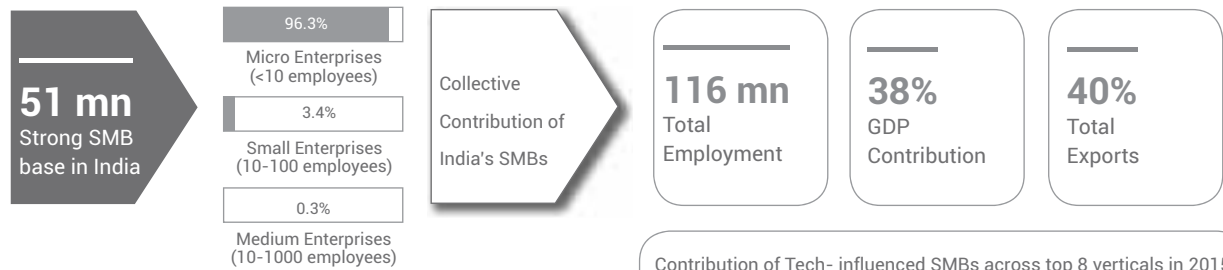 51 mn
Strong SMB
base in India
96.3%
Micro Enterprises
(<10 employees)
3.4%
Small Enterprises
(10-100 employees)
0.3%
Medium Enterprises
(10-1000 employees)
Collective
Contribution of
India's SMBs
116 mn
Total
Employment
38%
GDP
Contribution
40%
Total
Exports
Contribution of Tech- influenced SMBs across top 8 verticals in 2015